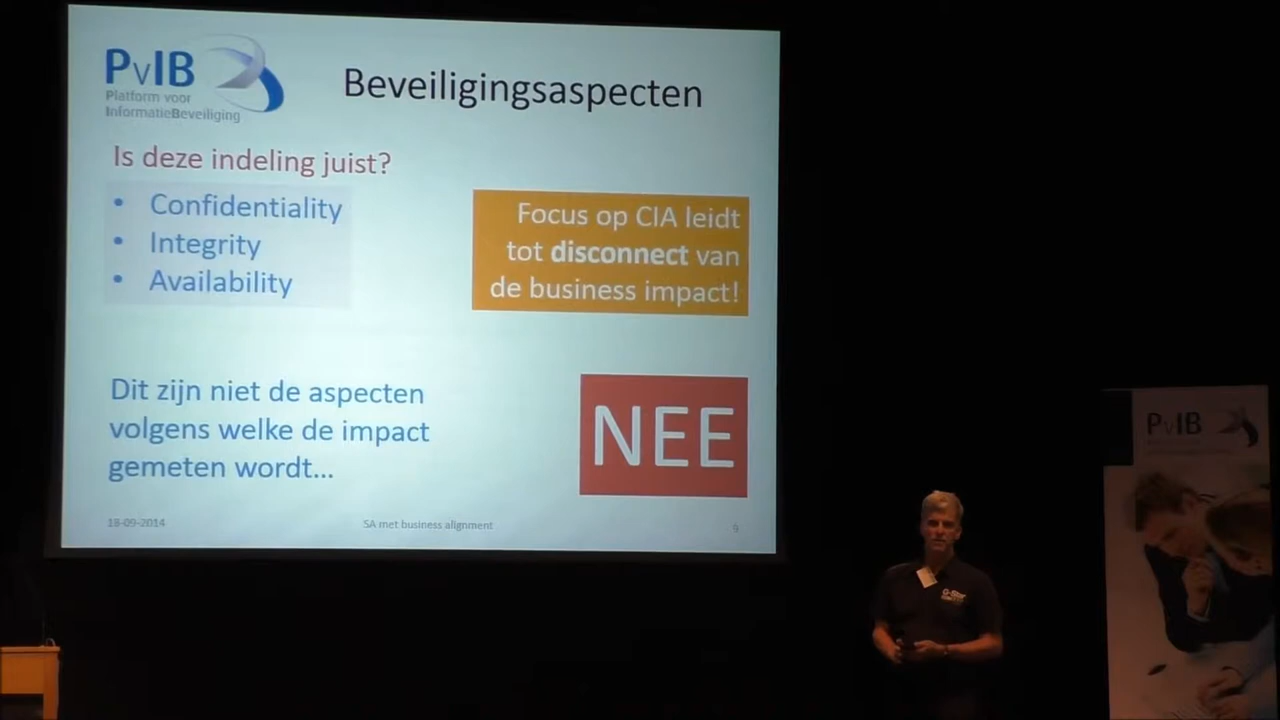 PvIB
Platform voor
InformatieBeveiliging
Beveiligingsaspecten
Is deze indeling juist?
• Confidentiality
• Integrity
• Availability
Focus op CIA leidt
tot disconnect van
de business impact!
Dit zijn niet de aspecten
volgens welke de impact
gemeten wordt...
NEE
18-09-2014
SA met business alignment
9
PvIB